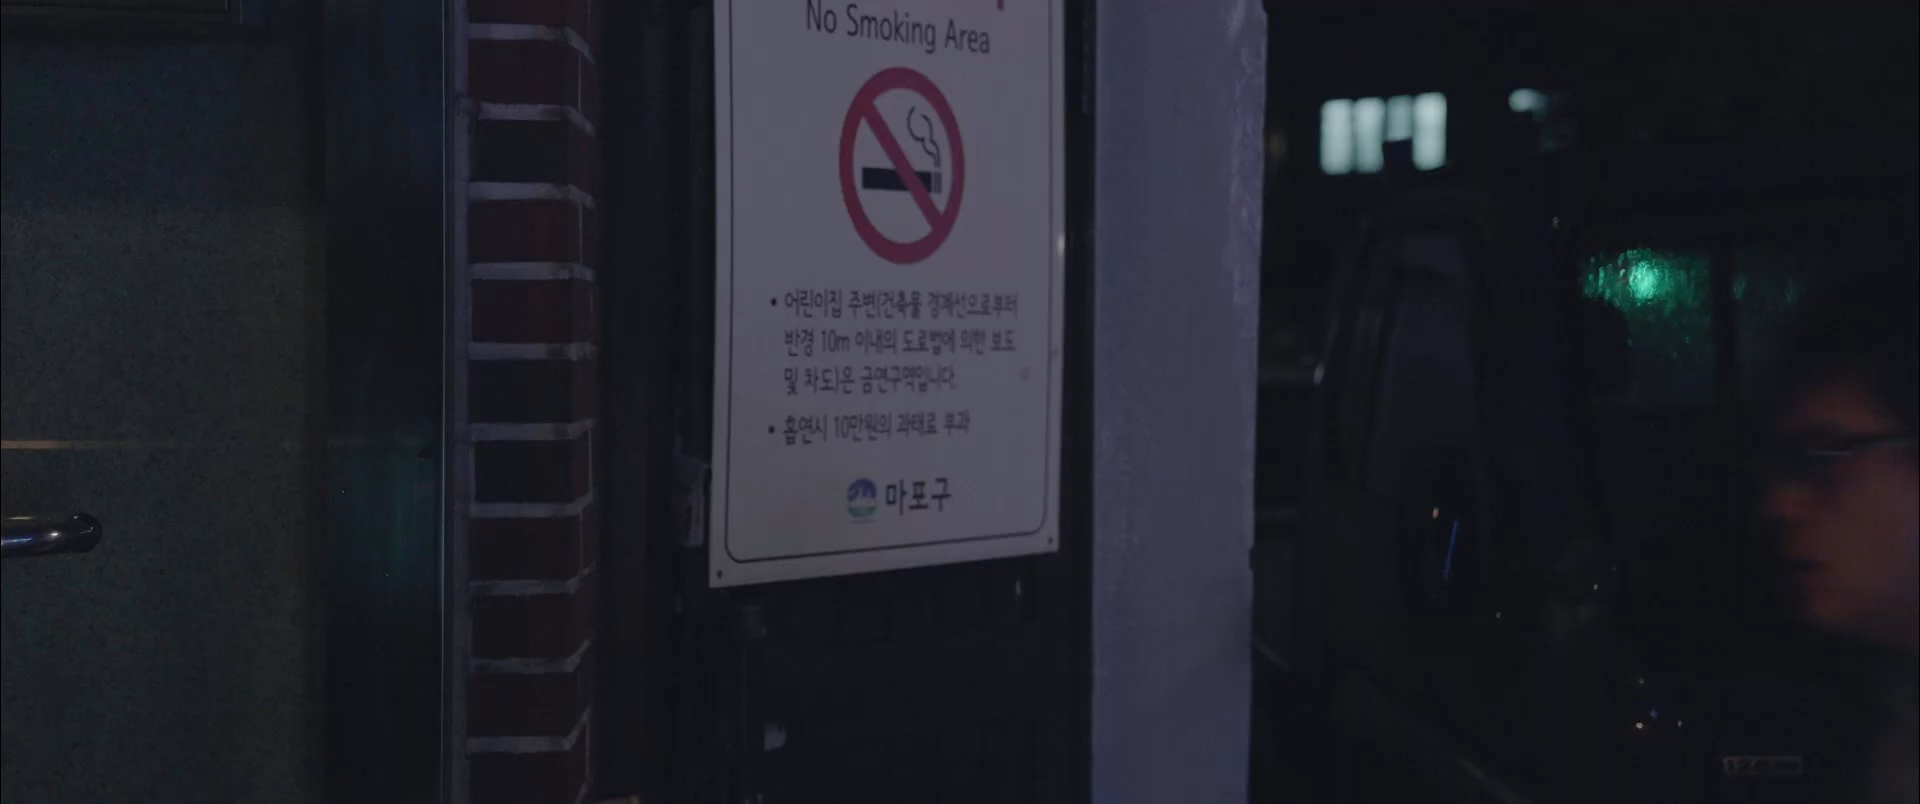 No Smoking Area
• 어린이집 주변(건축물 경계선으로부터
반경 10m 이내의 도로법에 의한 보도
및 차도)은 금연구역입니다.
• 흡연시 10만원의 과태료 부과
마포구